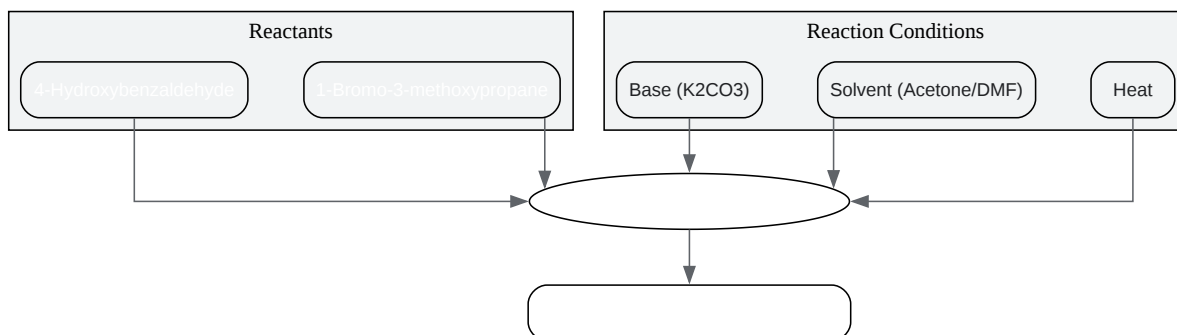 Reactants
Reaction Conditions
4-Hydroxybenzaldehyde
1-Bromo-3-methoxypropane
Base (K2CO3)
Solvent (Acetone/DMF)
Heat